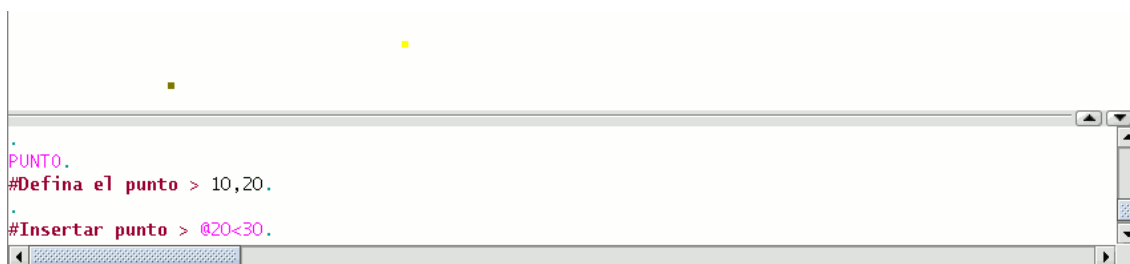 .
PUNTO.
#Defina el punto > 10,20.
.
#Insertar punto > @20<30.